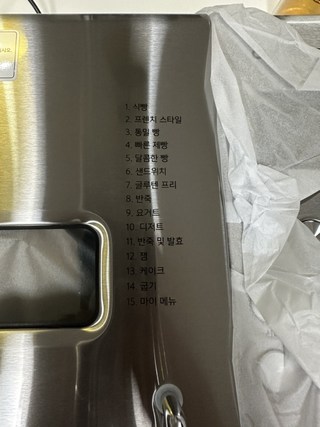 1. 식빵
2. 프렌치 스타일
3. 통밀 빵
4. 빠른 제빵
5. 달콤한 빵
6. 샌드위치
7. 글루텐 프리
8. 반죽
9. 요거트
10. 디저트
11. 반죽 및 발효
12. 잼
13. 케이크
14. 굽기
15. 마이 메뉴